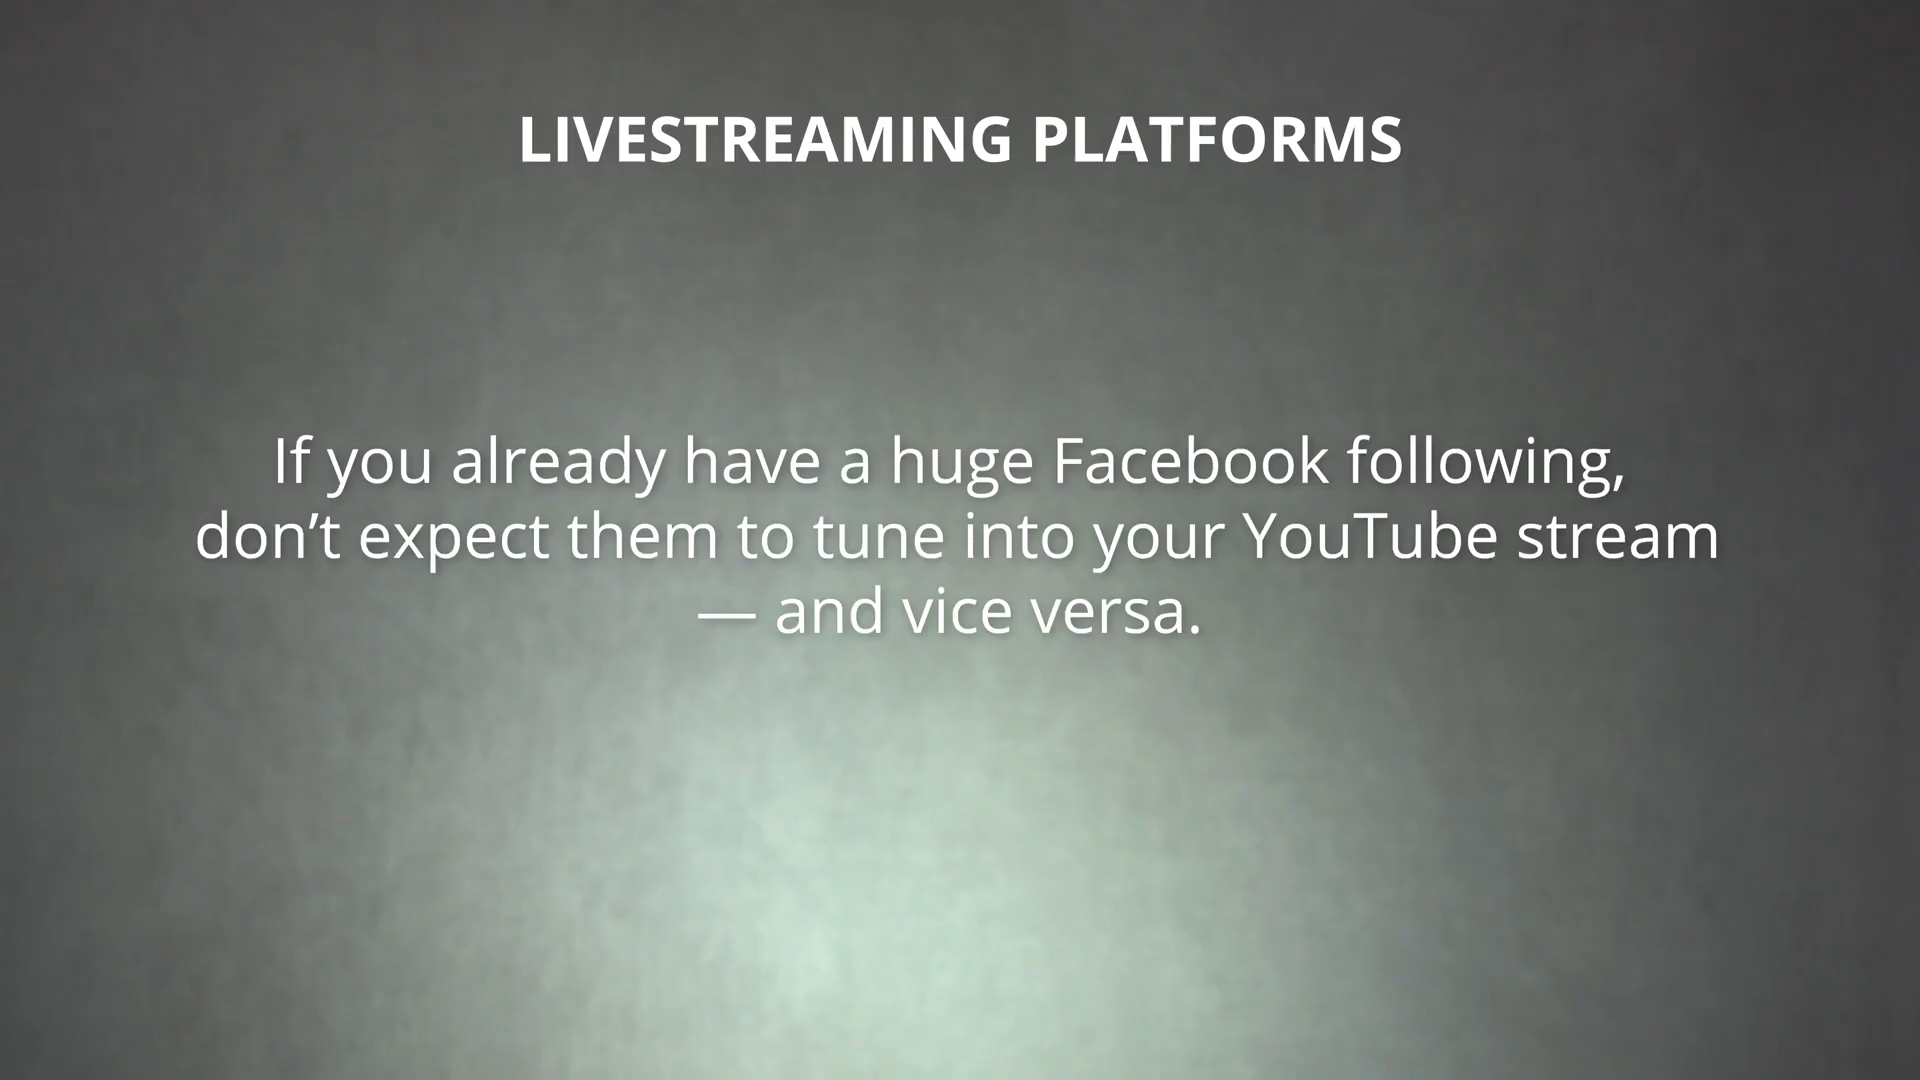 LIVESTREAMING PLATFORMS
If you already have a huge Facebook following,
don’t expect them to tune into your YouTube stream
— and vice versa.